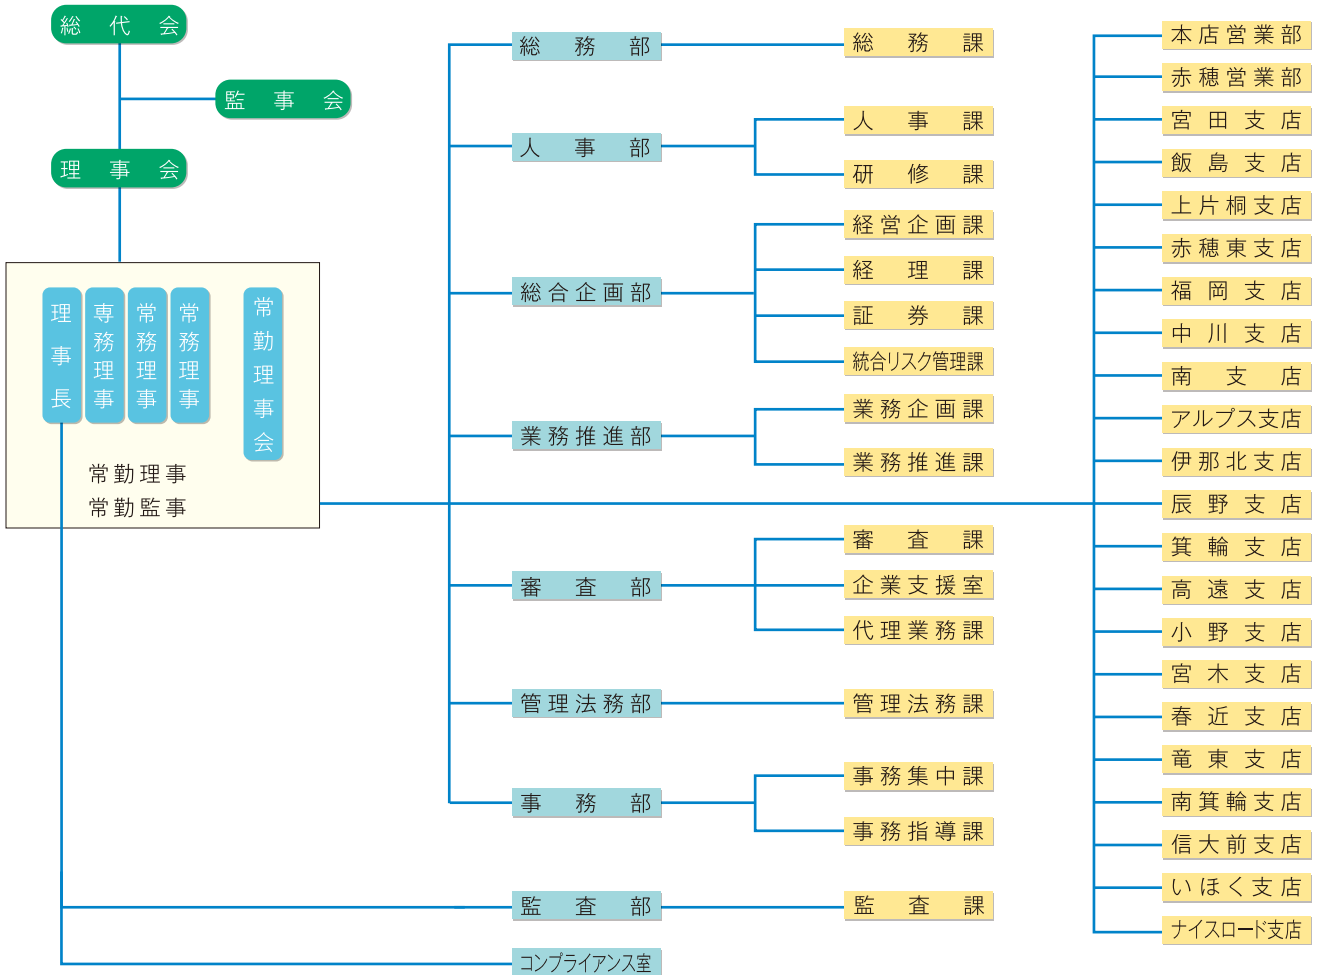 総代会
監事会
理事会
理事長
専務理事
常務理事
常務理事
常勤理事会
常勤理事
常勤監事
総務部
総務課
人事部
人事課
研修課
総合企画部
経営企画課
経理課
証券課
統合リスク管理課
業務推進部
業務企画課
業務推進課
審査部
審査課
企業支援室
代理業務課
管理法務部
管理法務課
事務部
事務集中課
事務指導課
監査部
監査課
コンプライアンス室
本店営業部
赤穂営業部
宮田支店
飯島支店
上片桐支店
赤穂東支店
福岡支店
中川支店
南支店
アルプス支店
伊那北支店
辰野支店
箕輪支店
高遠支店
小野支店
宮木支店
春近支店
竜東支店
南箕輪支店
信大前支店
いほく支店
ナイスロード支店